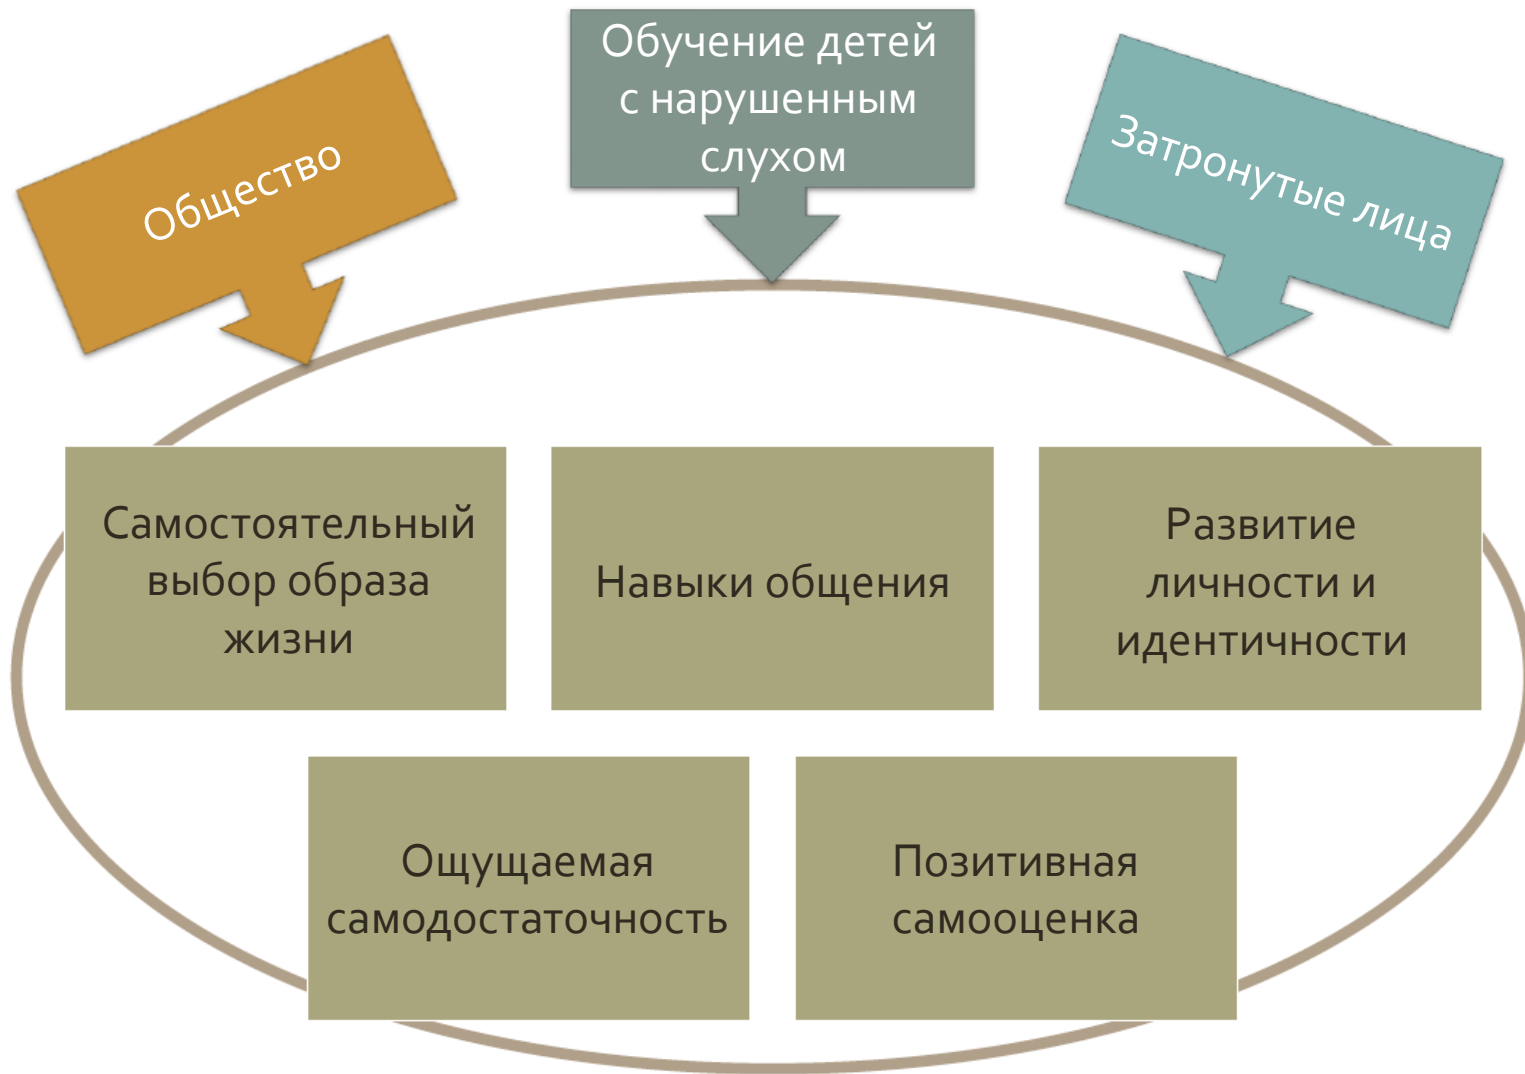 Общество
Обучение детей
с нарушенным
слухом
Затронутые лица
Самостоятельный
выбор образа
жизни
Навыки общения
Развитие
личности и
идентичности
Ощущаемая
самодостаточность
Позитивная
самооценка